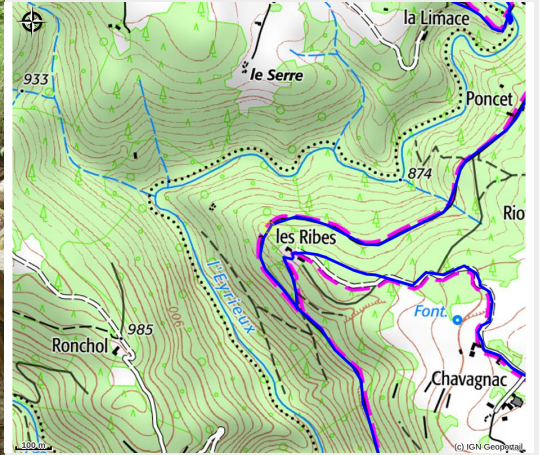 la Limace
933
le Serre
Poncet
874
Rio
les Ribes
l'Eyrieux
Font.
900
985
Ronchol
Chavagnac
100 m
(c) IGN Geoportail